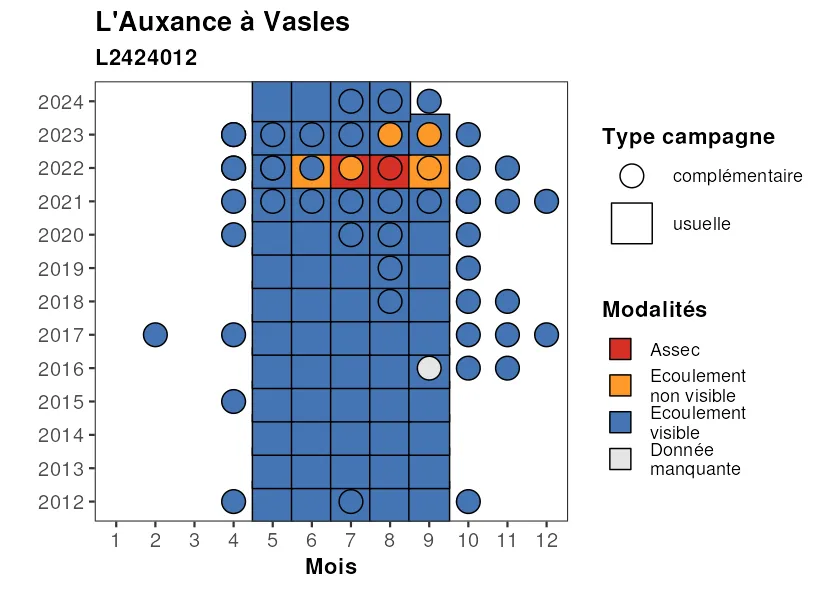 L'Auxance à Vasles
L2424012
2024
2023
2022
2021
2020
2019
2018
2017
2016
2015
2014
2013
2012
1 2 3 4 5 6 7 8 9 10 11 12
Mois
Type campagne
complémentaire
usuelle
Modalités
Assec
Ecoulement
non visible
Ecoulement
visible
Donnée
manquante